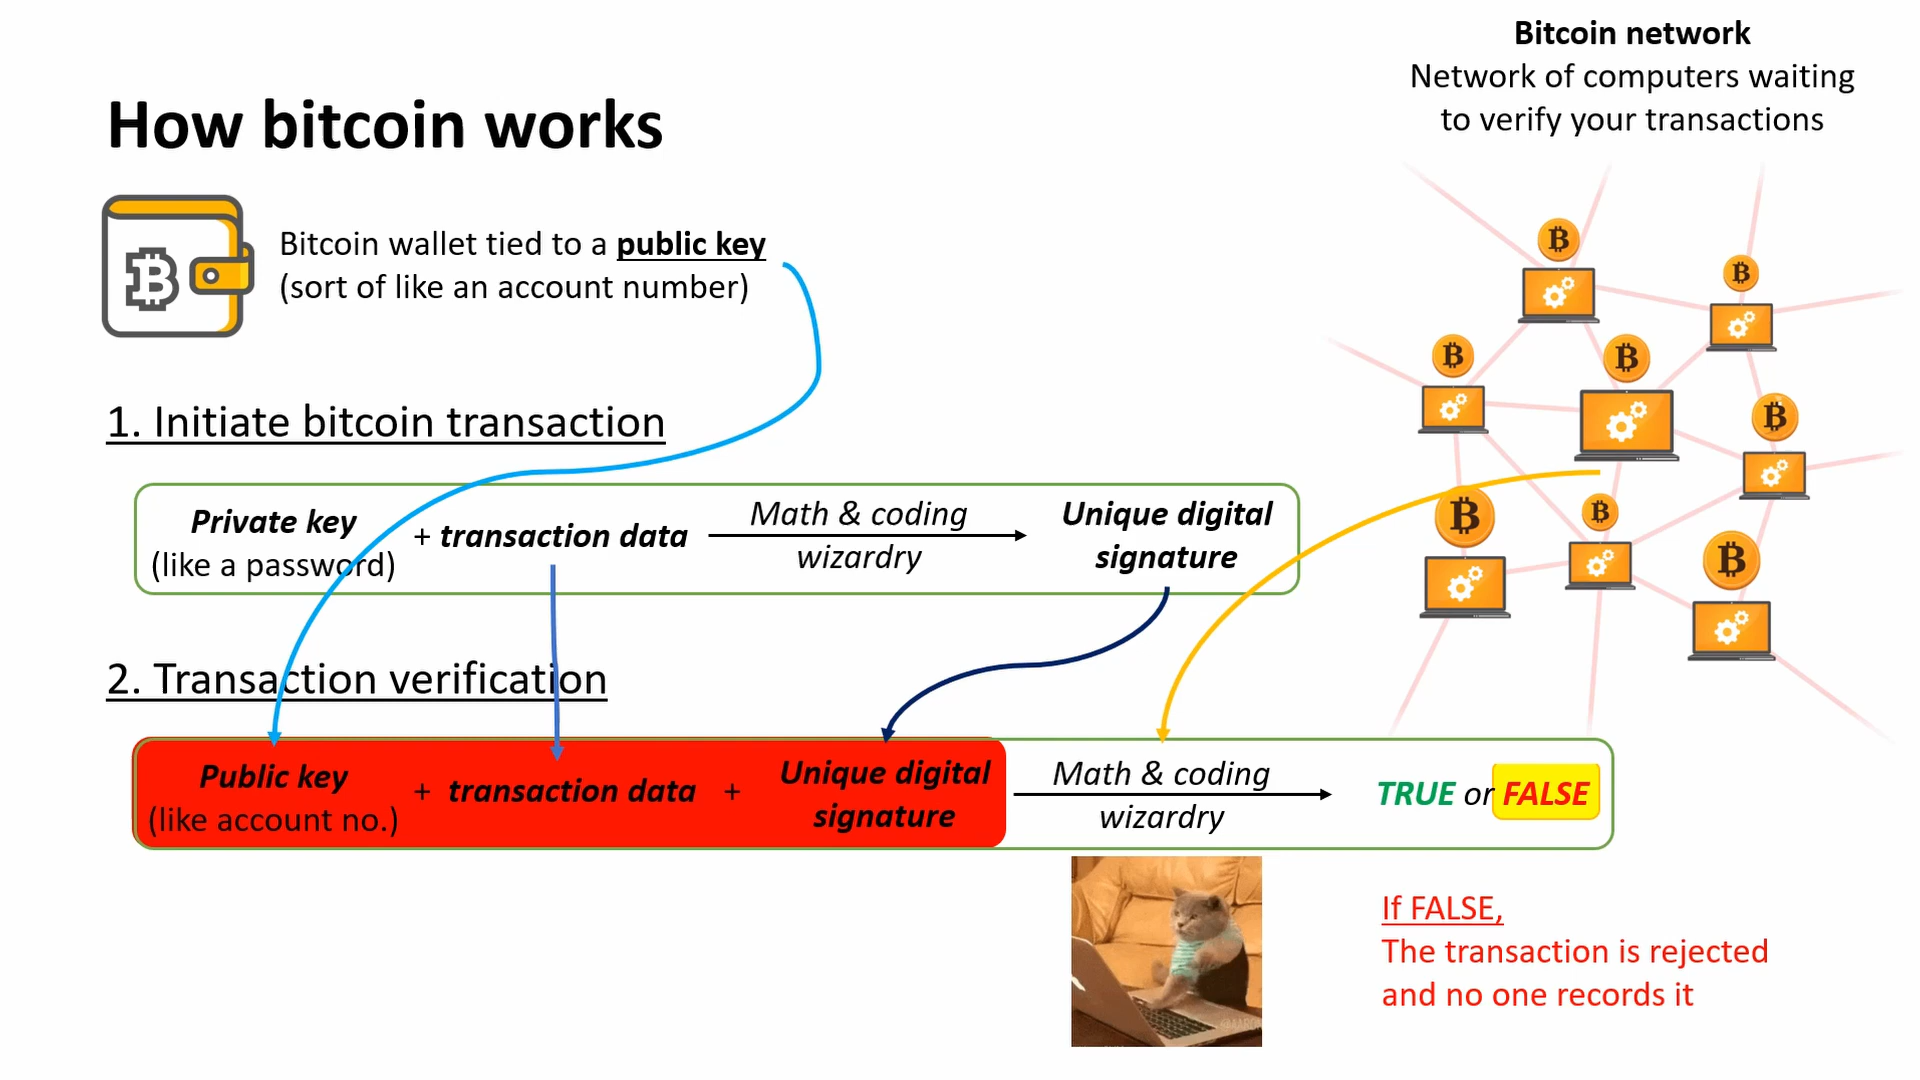 Bitcoin network
Network of computers waiting
to verify your transactions
How bitcoin works
Bitcoin wallet tied to a public key
(sort of like an account number)
1. Initiate bitcoin transaction
Private key
(like a password)
+ transaction data
Math & coding
wizardry
Unique digital
signature
2. Transaction verification
Public key
(like account no.)
+ transaction data +
Unique digital
signature
Math & coding
wizardry
TRUE or FALSE
If FALSE,
The transaction is rejected
and no one records it